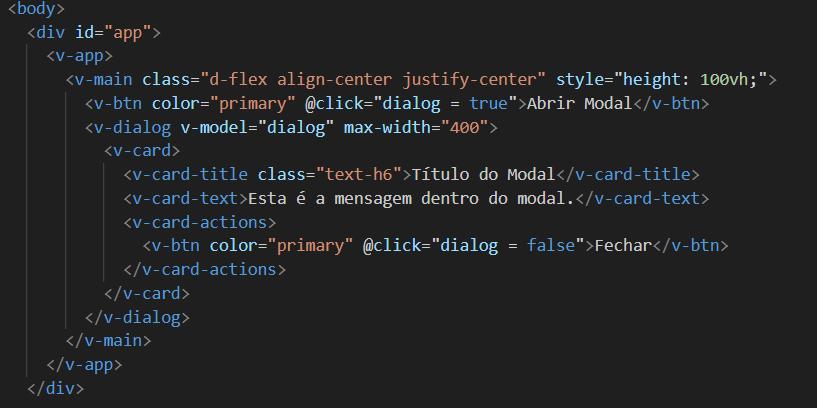 <body>
<div id="app">
<v-app>
<v-main class="d-flex align-center justify-center" style="height: 100vh;">
<v-btn color="primary" @click="dialog = true">Abrir Modal</v-btn>
<v-dialog v-model="dialog" max-width="400">
<v-card>
<v-card-title class="text-h6">Título do Modal</v-card-title>
<v-card-text>Esta é a mensagem dentro do modal.</v-card-text>
<v-card-actions>
<v-btn color="primary" @click="dialog = false">Fechar</v-btn>
</v-card-actions>
</v-card>
</v-dialog>
</v-main>
</v-app>
</div>